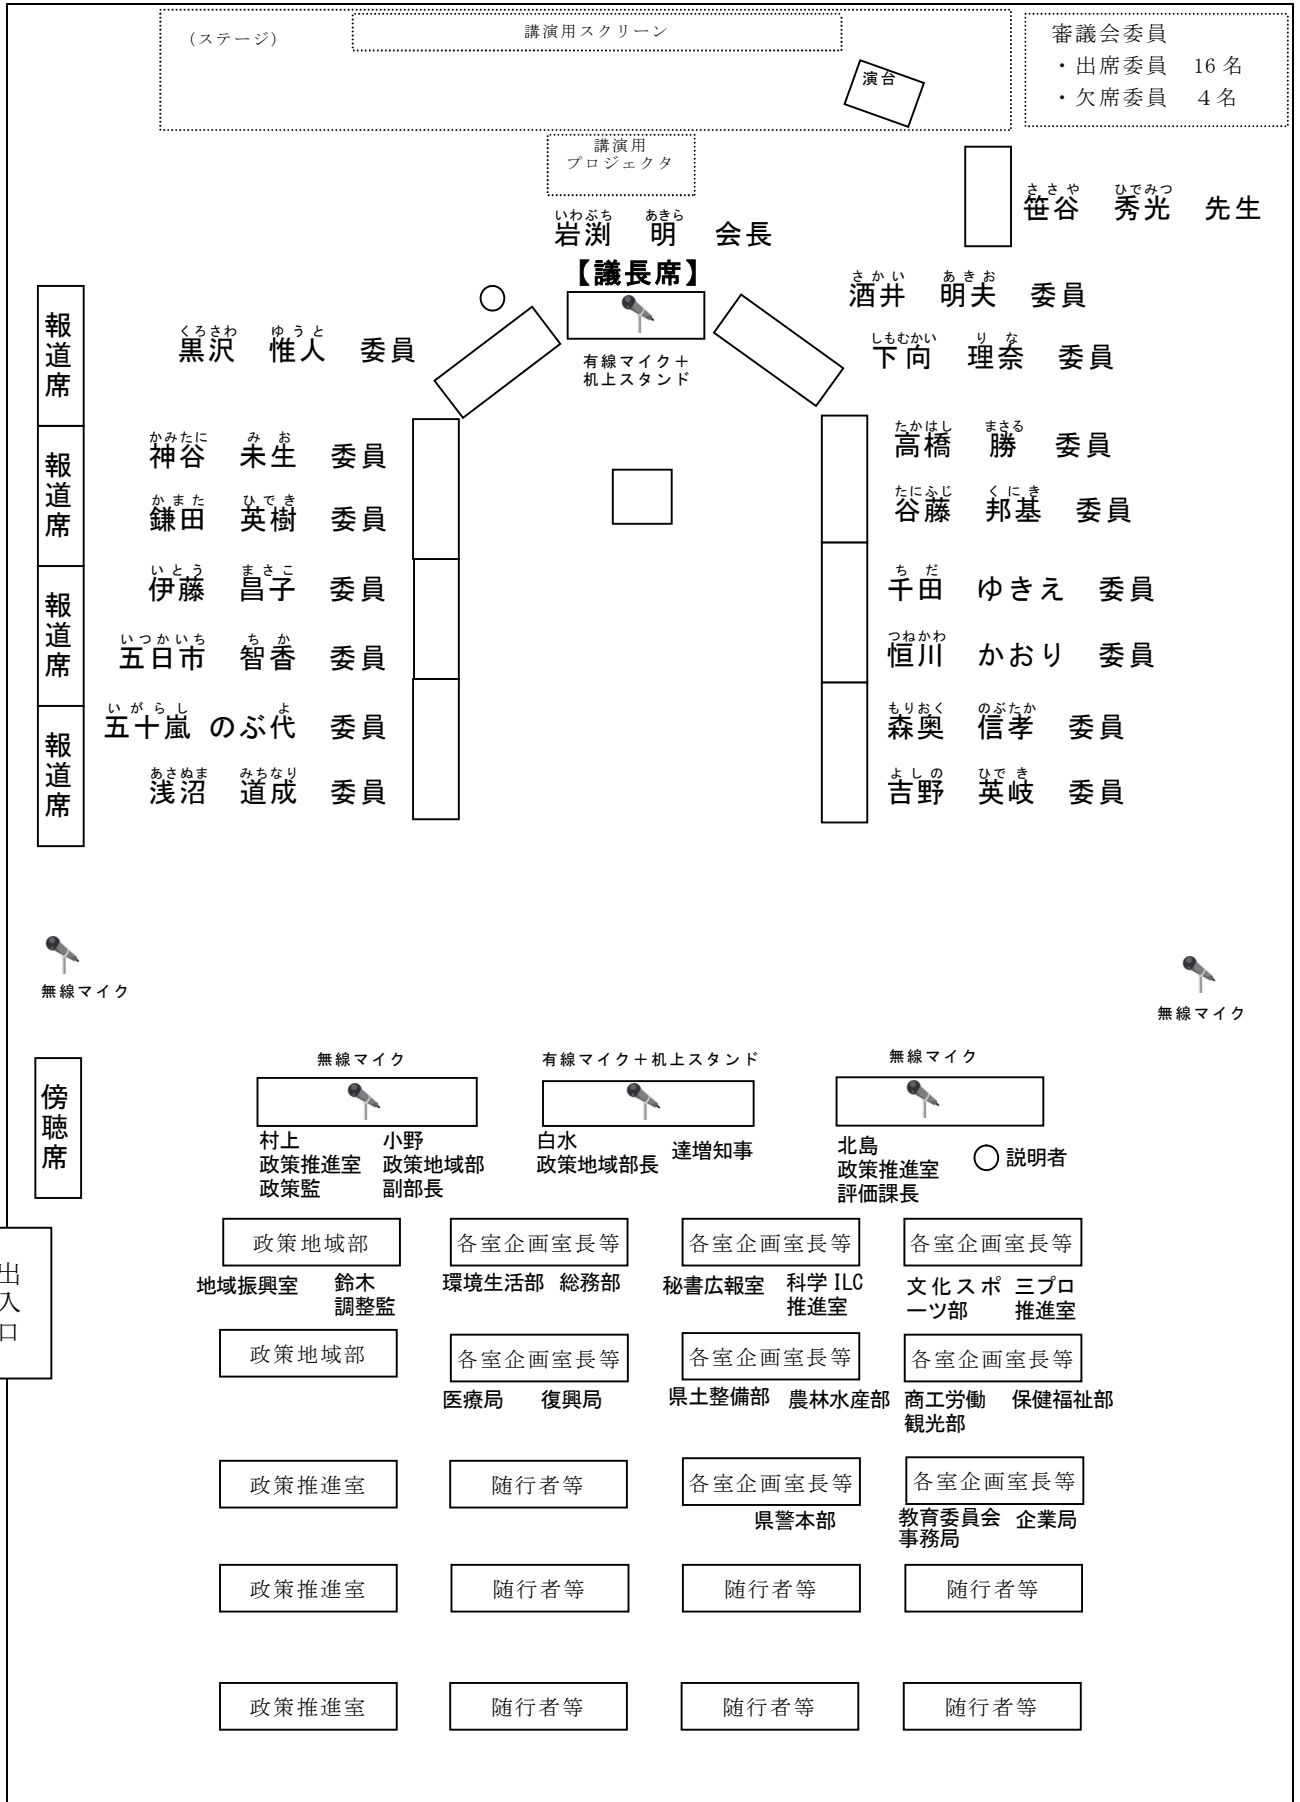 (ステージ)
講演用スクリーン
演台
審議会委員
・出席委員　16名
・欠席委員　4名
講演用
プロジェクタ
ささや　ひでみつ
笹谷　秀光　先生
いわぶち　あきら
岩渕　明　会長
【議長席】
有線マイク＋
机上スタンド
さかい　あきお
酒井　明夫　委員
しもむかい　りな
下向　理奈　委員
くろさわ　ゆうと
黒沢　惟人　委員
報道席
報道席
報道席
報道席
かみたに　みお
神谷　未生　委員
かまた　ひでき
鎌田　英樹　委員
いとう　まさこ
伊藤　昌子　委員
いつかいち　ちか
五日市　智香　委員
いがらし　よ
五十嵐 のぶ代　委員
あさぬま　みちなり
浅沼　道成　委員
たかはし　まさる
高橋　勝　委員
たにふじ　くにき
谷藤　邦基　委員
ちだ
千田　ゆきえ　委員
つねかわ
恒川　かおり　委員
もりおく　のぶたか
森奥　信孝　委員
よしの　ひでき
吉野　英岐　委員
無線マイク
無線マイク
傍聴席
無線マイク
有線マイク＋机上スタンド
無線マイク
村上
政策推進室
政策監
小野
政策地域部
副部長
白水
政策地域部長
達増知事
北島
政策推進室
評価課長
説明者
出入口
政策地域部
各室企画室長等
各室企画室長等
各室企画室長等
地域振興室
鈴木
調整監
環境生活部
総務部
秘書広報室
科学ILC
推進室
文化スポ
ーツ部
三プロ
推進室
政策地域部
各室企画室長等
各室企画室長等
各室企画室長等
医療局
復興局
県土整備部
農林水産部
商工労働
観光部
保健福祉部
政策推進室
随行者等
各室企画室長等
各室企画室長等
県警本部
教育委員会
事務局
企業局
政策推進室
随行者等
随行者等
随行者等
政策推進室
随行者等
随行者等
随行者等